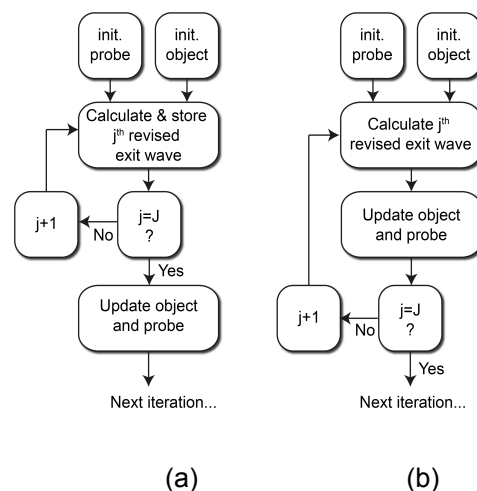 init.
probe
init.
object
Calculate & store
jth revised
exit wave
j+1
No
j=J
?
Yes
Update object
and probe
Next iteration...
(a)
init.
probe
init.
object
Calculate jth
revised exit wave
Update object
and probe
j+1
No
j=J
?
Yes
Next iteration...
(b)